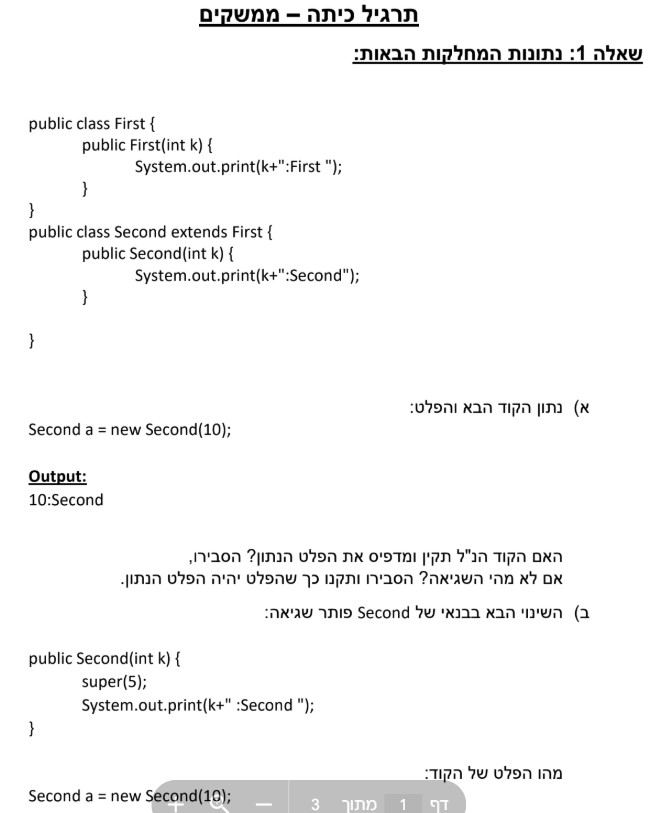 תרגיל כיתה – ממשקים
שאלה 1: נתונות המחלקות הבאות:
public class First {
public First(int k) {
System.out.print(k+":First ");
}
}
public class Second extends First {
public Second(int k) {
System.out.print(k+":Second");
}
}
א) נתון הקוד הבא והפלט:
Second a = new Second(10);
Output:
10:Second
האם הקוד הנ"ל תקין ומדפיס את הפלט הנתון? הסבירו,
אם לא מהי השגיאה? הסבירו ותקנו כך שהפלט יהיה הפלט הנתון.
ב) השינוי הבא בבנאי של Second פותר שגיאה:
public Second(int k) {
super(5);
System.out.print(k+" :Second ");
}
מהו הפלט של הקוד:
Second a = new Second(10);
דף 1 מתוך 3